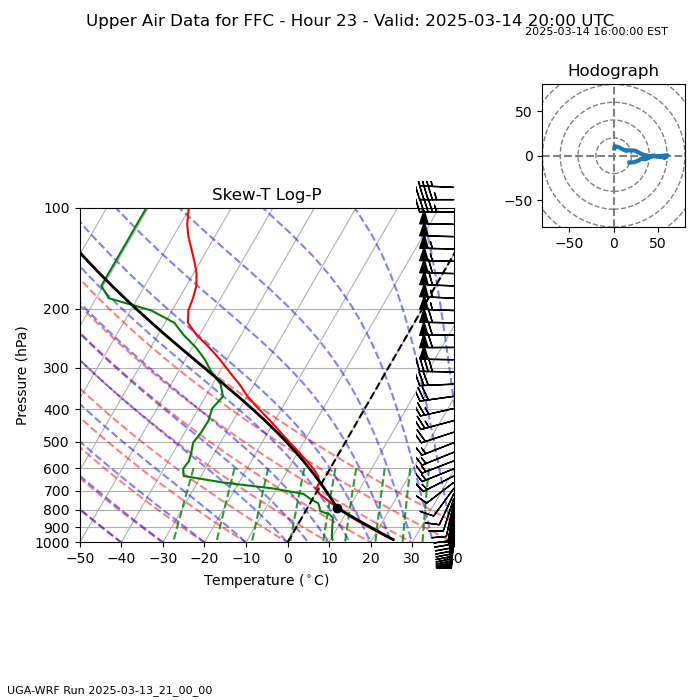 Upper Air Data for FFC - Hour 23 - Valid: 2025-03-14 20:00 UTC
2025-03-14 16:00:00 EST
Hodograph
50
0
−50
−50 0 50
Skew-T Log-P
100
200
300
400
500
600
700
800
900
1000
Pressure (hPa)
−50 −40 −30 −20 −10 0 10 20 30 40
Temperature (°C)
UGA-WRF Run 2025-03-13_21_00_00